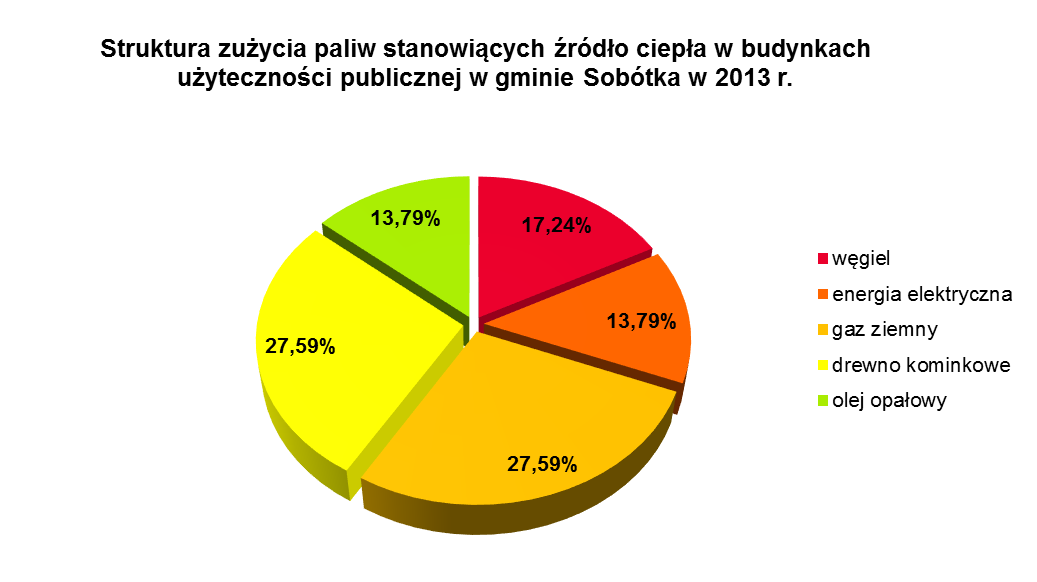 Struktura zużycia paliw stanowiących źródło ciepła w budynkach
użyteczności publicznej w gminie Sobótka w 2013 r.
13,79%
17,24%
13,79%
27,59%
27,59%
węgiel
energia elektryczna
gaz ziemny
drewno kominkowe
olej opałowy